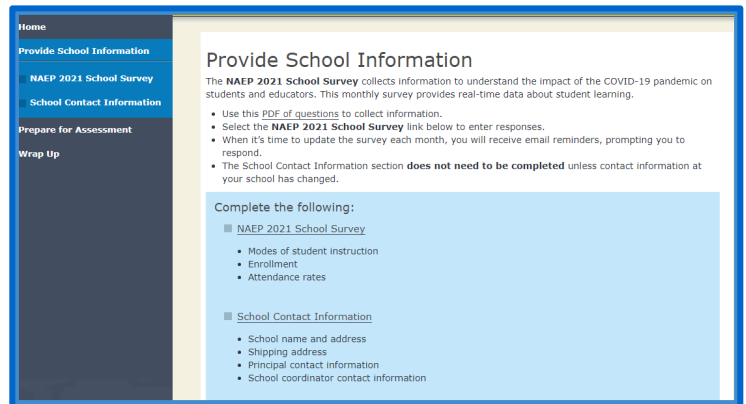 Home
Provide School Information
NAEP 2021 School Survey
School Contact Information
Prepare for Assessment
Wrap Up
Provide School Information
The NAEP 2021 School Survey collects information to understand the impact of the COVID-19 pandemic on
students and educators. This monthly survey provides real-time data about student learning.
• Use this PDF of questions to collect information.
• Select the NAEP 2021 School Survey link below to enter responses.
• When it's time to update the survey each month, you will receive email reminders, prompting you to
respond.
• The School Contact Information section does not need to be completed unless contact information at
your school has changed.
Complete the following:
NAEP 2021 School Survey
• Modes of student instruction
• Enrollment
• Attendance rates
School Contact Information
• School name and address
• Shipping address
• Principal contact information
• School coordinator contact information